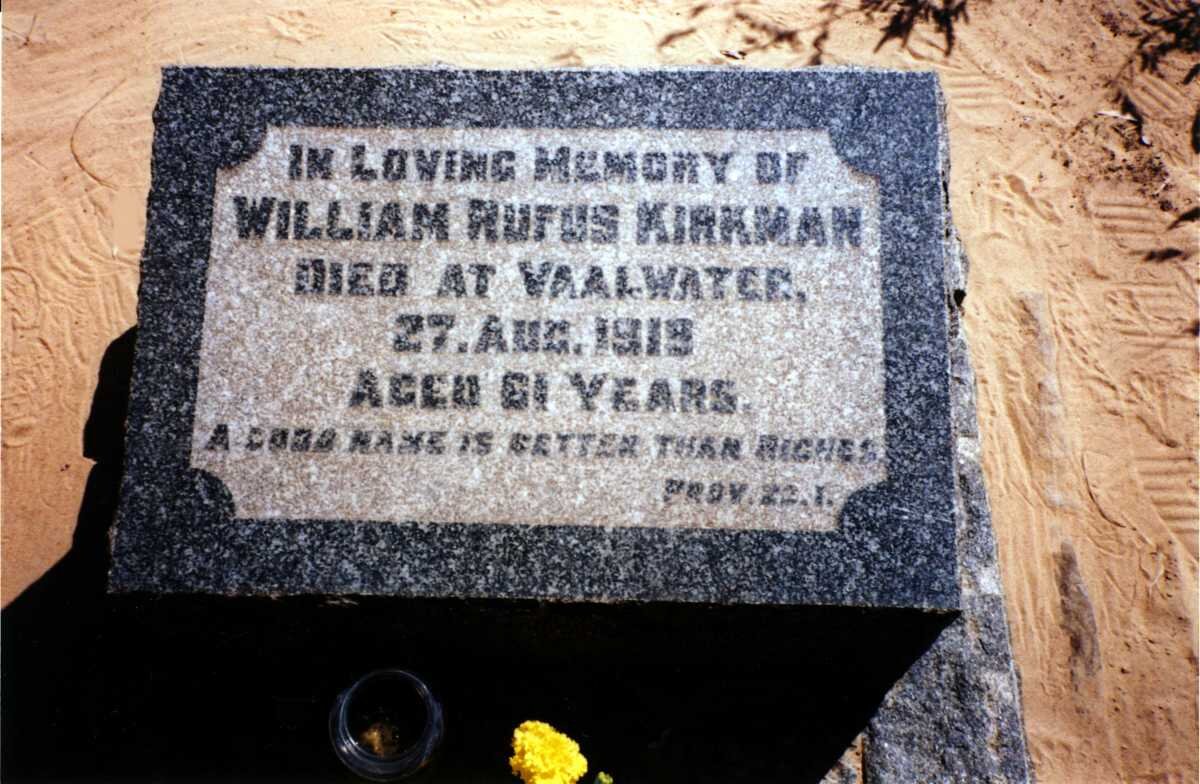 IN LOVING MEMORY OF
WILLIAM RUFUS KIRKMAN
DIED AT VAALWATER,
27. AUG. 1919
AGED 61 YEARS.
A GOOD NAME IS BETTER THAN RICHES
PROV. 22. 1.